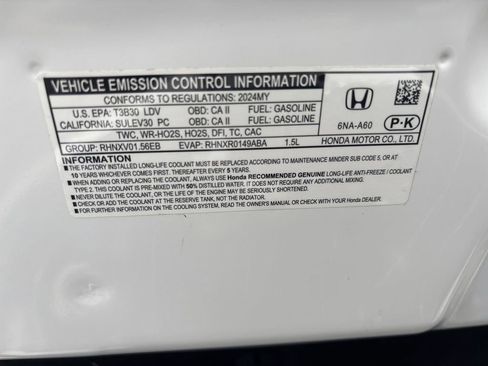 VEHICLE EMISSION CONTROL INFORMATION
CONFORMS TO REGULATIONS: 2024MY
U.S. EPA: T3B30 LDV OBD: CA II FUEL: GASOLINE
CALIFORNIA: SULEV30 PC OBD: CA II FUEL: GASOLINE
TWC, WR-HO2S, HO2S, DFI, TC, CAC
GROUP: RHNXV01.56EB EVAP: RHNXR0149ABA 1.5L
6NA-A60 P·K
HONDA MOTOR CO., LTD.
INFORMATION
■ THE FACTORY INSTALLED LONG-LIFE COOLANT SHOULD BE REPLACED ACCORDING TO MAINTENANCE MINDER SUB CODE 5, OR AT
10 YEARS WHICHEVER COMES FIRST. THEREAFTER EVERY 5 YEARS.
■ WHEN ADDING OR REPLACING THE COOLANT, ALWAYS USE Honda RECOMMENDED GENUINE LONG-LIFE ANTI-FREEZE / COOLANT
TYPE 2. THIS COOLANT IS PRE-MIXED WITH 50% DISTILLED WATER, AND DOES NOT REQUIRE ANY ADDITIONAL MIXING.
■ NEVER DILUTE THE COOLANT, OR THE LIFE OF THE ENGINE MAY BE SERIOUSLY SHORTENED.
■ CHECK AND ADD THE COOLANT AT THE RESERVE TANK, NOT THE RADIATOR.
■ FOR FURTHER INFORMATION ON THE COOLING SYSTEM, READ THE OWNER'S MANUAL OR CHECK WITH YOUR Honda DEALER.